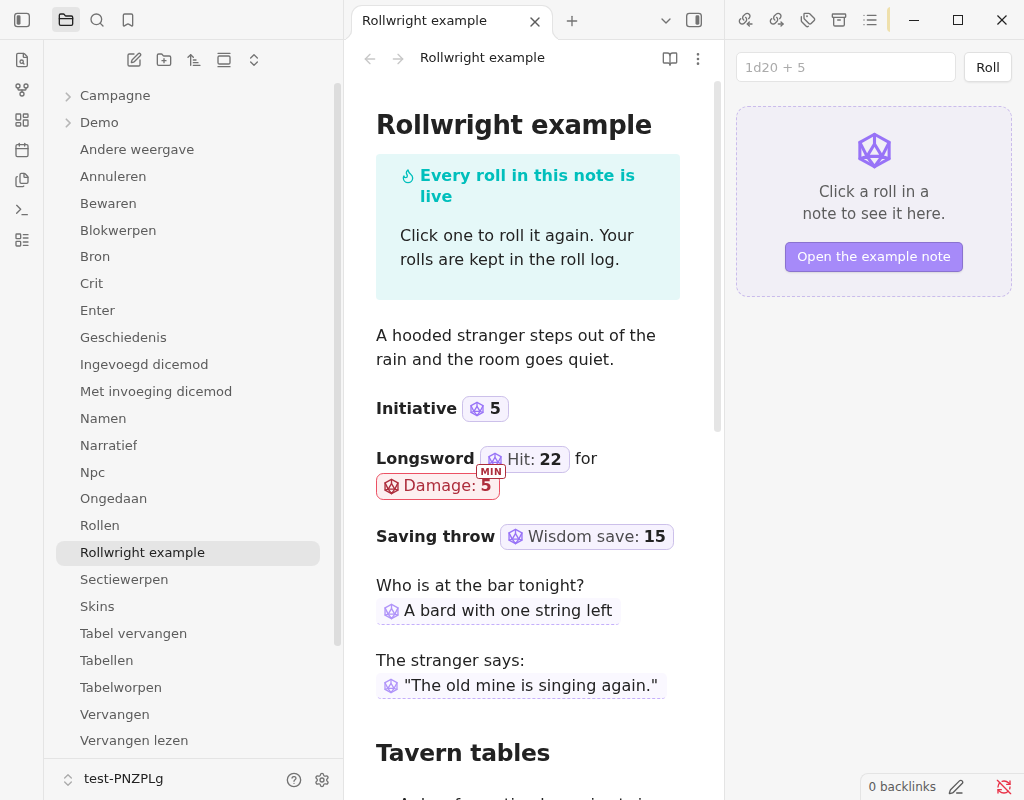 Rollwright example
Rollwright example
1d20 + 5
Roll
Campagne
Demo
Andere weergave
Annuleren
Bewaren
Blokwerpen
Bron
Crit
Enter
Geschiedenis
Ingevoegd dicemod
Met invoeging dicemod
Namen
Narratief
Npc
Ongedaan
Rollen
Rollwright example
Sectiewerpen
Skins
Tabel vervangen
Tabellen
Tabelworpen
Vervangen
Vervangen lezen
test-PNZPLg
Rollwright example
Every roll in this note is
live
Click one to roll it again. Your
rolls are kept in the roll log.
A hooded stranger steps out of the
rain and the room goes quiet.
Initiative 5
Longsword Hit: 22 for
MIN
Damage: 5
Saving throw Wisdom save: 15
Who is at the bar tonight?
A bard with one string left
The stranger says:
"The old mine is singing again."
Tavern tables
Click a roll in a
note to see it here.
Open the example note
0 backlinks